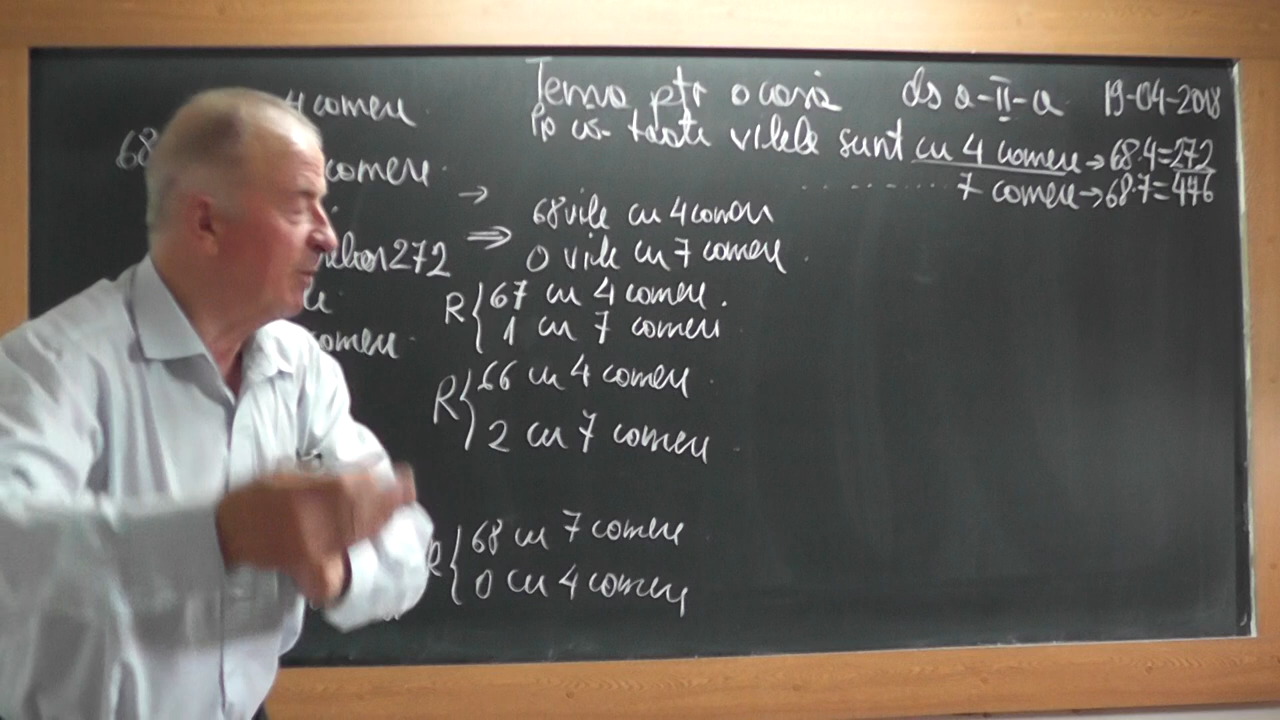 Tema ptr acasă ds a-II-a 19-04-2018
Pp că toate vilele sunt cu 4 camere → 68·4=272
.......... 7 camere → 68·7=446
4 camere.
68 camere.
→
272 ⇒ 68 vile cu 4 camere
0 vile cu 7 camere.
R { 67 cu 4 camere.
1 cu 7 camere
camere.
R { 66 cu 4 camere.
2 cu 7 camere.
R { 68 cu 7 camere
0 cu 4 camere